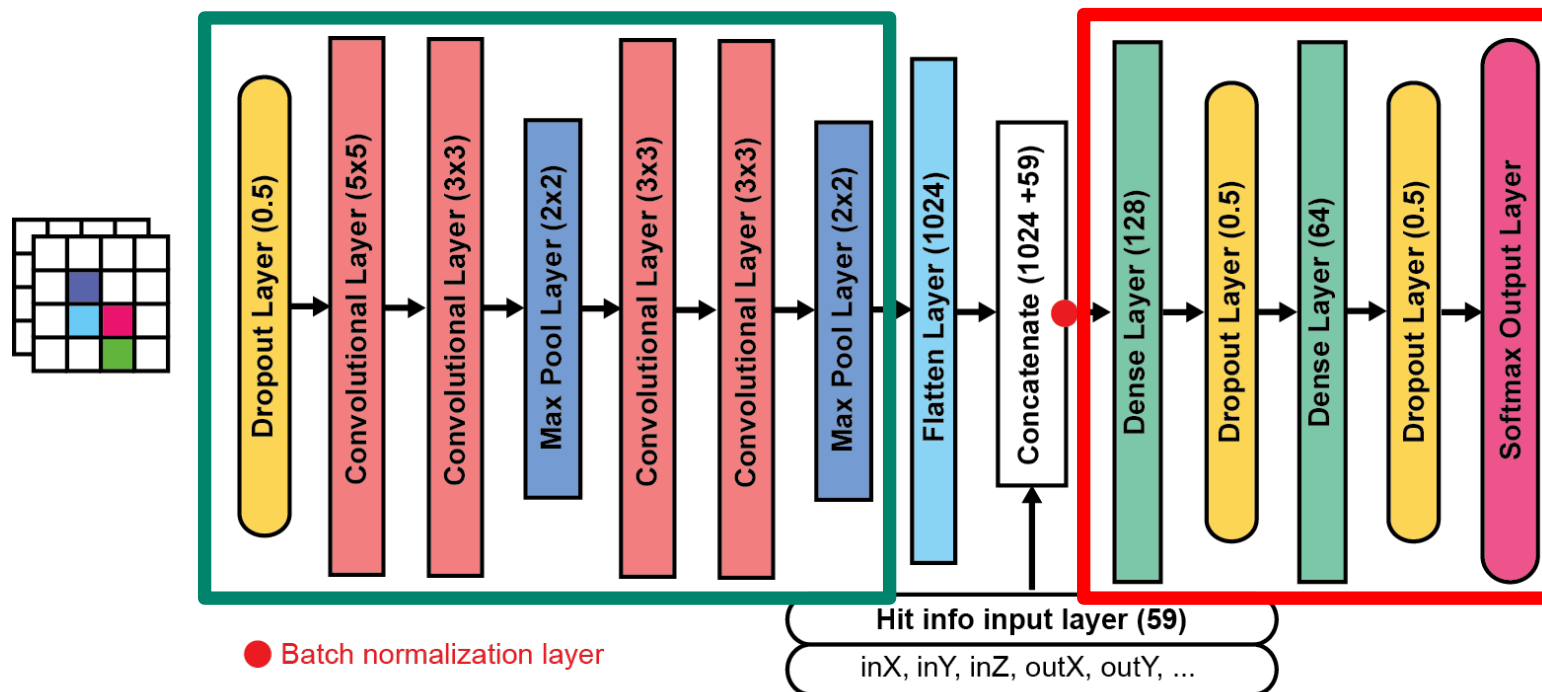 Dropout Layer (0.5)
Convolutional Layer (5x5)
Convolutional Layer (3x3)
Max Pool Layer (2x2)
Convolutional Layer (3x3)
Convolutional Layer (3x3)
Max Pool Layer (2x2)
Flatten Layer (1024)
Concatenate (1024 +59)
Dense Layer (128)
Dropout Layer (0.5)
Dense Layer (64)
Dropout Layer (0.5)
Softmax Output Layer
Hit info input layer (59)
inX, inY, inZ, outX, outY, ...
Batch normalization layer